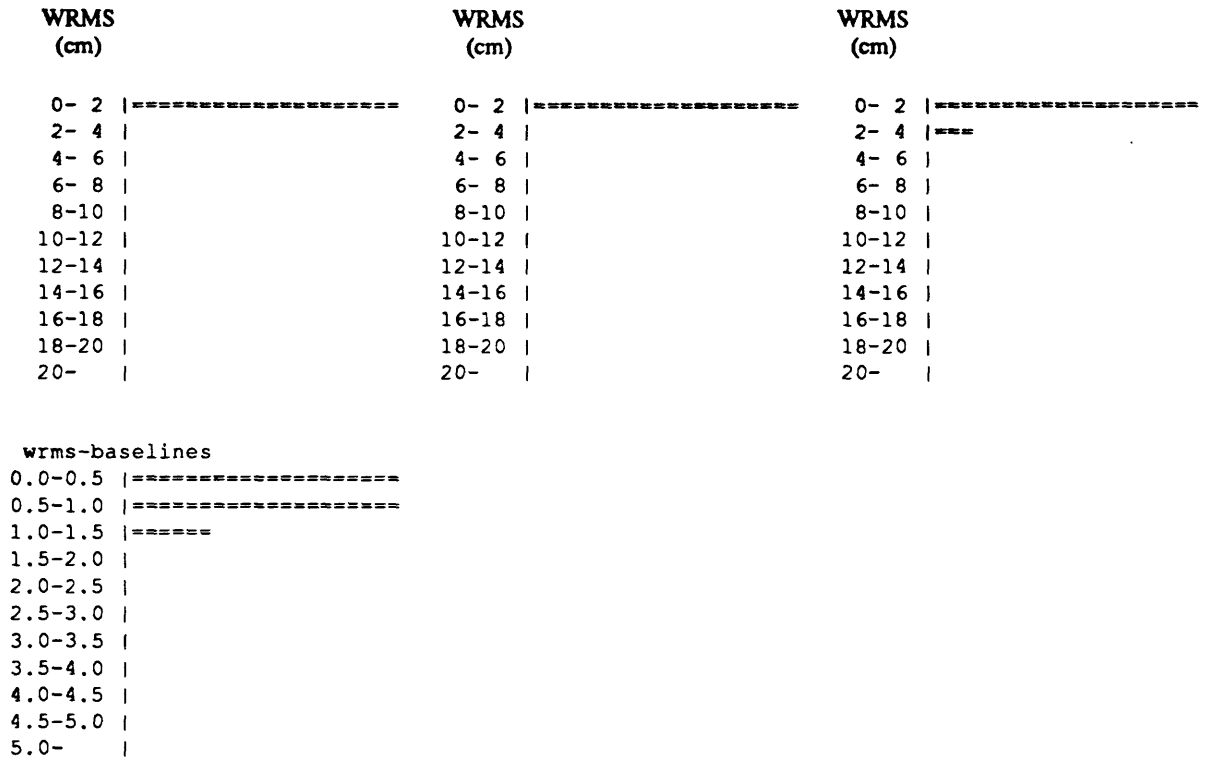 WRMS WRMS WRMS
(cm) (cm) (cm)
0- 2 |==================== 0- 2 |==================== 0- 2 |====================
2- 4 | 2- 4 | 2- 4 |===
4- 6 | 4- 6 | 4- 6 |
6- 8 | 6- 8 | 6- 8 |
8-10 | 8-10 | 8-10 |
10-12 | 10-12 | 10-12 |
12-14 | 12-14 | 12-14 |
14-16 | 14-16 | 14-16 |
16-18 | 16-18 | 16-18 |
18-20 | 18-20 | 18-20 |
20- | 20- | 20- |
wrms-baselines
0.0-0.5 |====================
0.5-1.0 |====================
1.0-1.5 |======
1.5-2.0 |
2.0-2.5 |
2.5-3.0 |
3.0-3.5 |
3.5-4.0 |
4.0-4.5 |
4.5-5.0 |
5.0- |